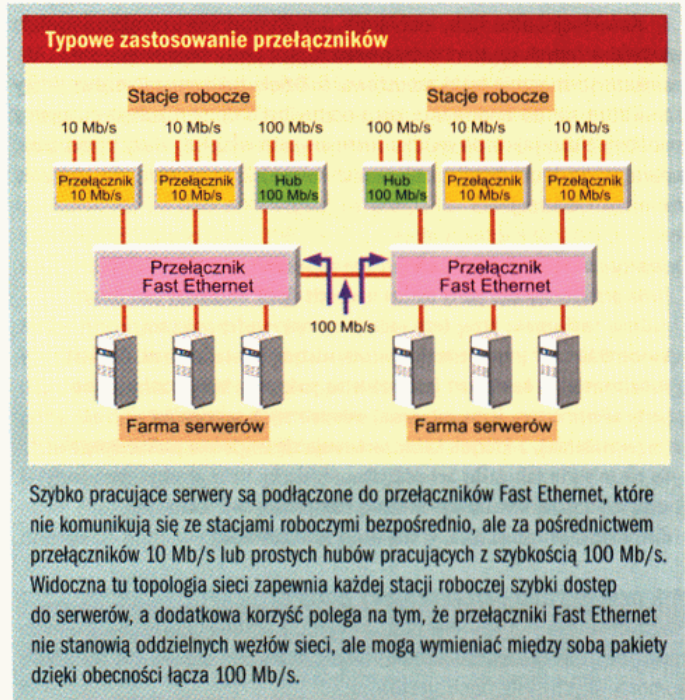 Typowe zastosowanie przełączników
Stacje robocze
Stacje robocze
10 Mb/s
10 Mb/s
100 Mb/s
100 Mb/s
10 Mb/s
10 Mb/s
Przełącznik
10 Mb/s
Przełącznik
10 Mb/s
Hub
100 Mb/s
Hub
100 Mb/s
Przełącznik
10 Mb/s
Przełącznik
10 Mb/s
Przełącznik
Fast Ethernet
Przełącznik
Fast Ethernet
100 Mb/s
Farma serwerów
Farma serwerów
Szybko pracujące serwery są podłączone do przełączników Fast Ethernet, które
nie komunikują się ze stacjami roboczymi bezpośrednio, ale za pośrednictwem
przełączników 10 Mb/s lub prostych hubów pracujących z szybkością 100 Mb/s.
Widoczna tu topologia sieci zapewnia każdej stacji roboczej szybki dostęp
do serwerów, a dodatkowa korzyść polega na tym, że przełączniki Fast Ethernet
nie stanowią oddzielnych węzłów sieci, ale mogą wymieniać między sobą pakiety
dzięki obecności łącza 100 Mb/s.